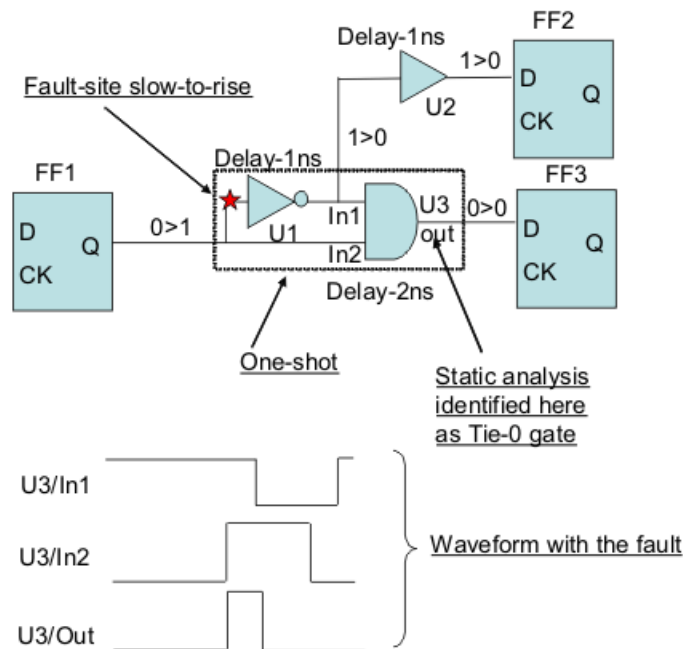 FF2
Delay-1ns
1>0
D
Q
CK
U2
Fault-site slow-to-rise
1>0
Delay-1ns
FF1
FF3
U3
0>0
0>1
In1
D
Q
CK
U1
out
D
Q
CK
In2
Delay-2ns
One-shot
Static analysis
identified here
as Tie-0 gate
U3/In1
U3/In2
Waveform with the fault
U3/Out